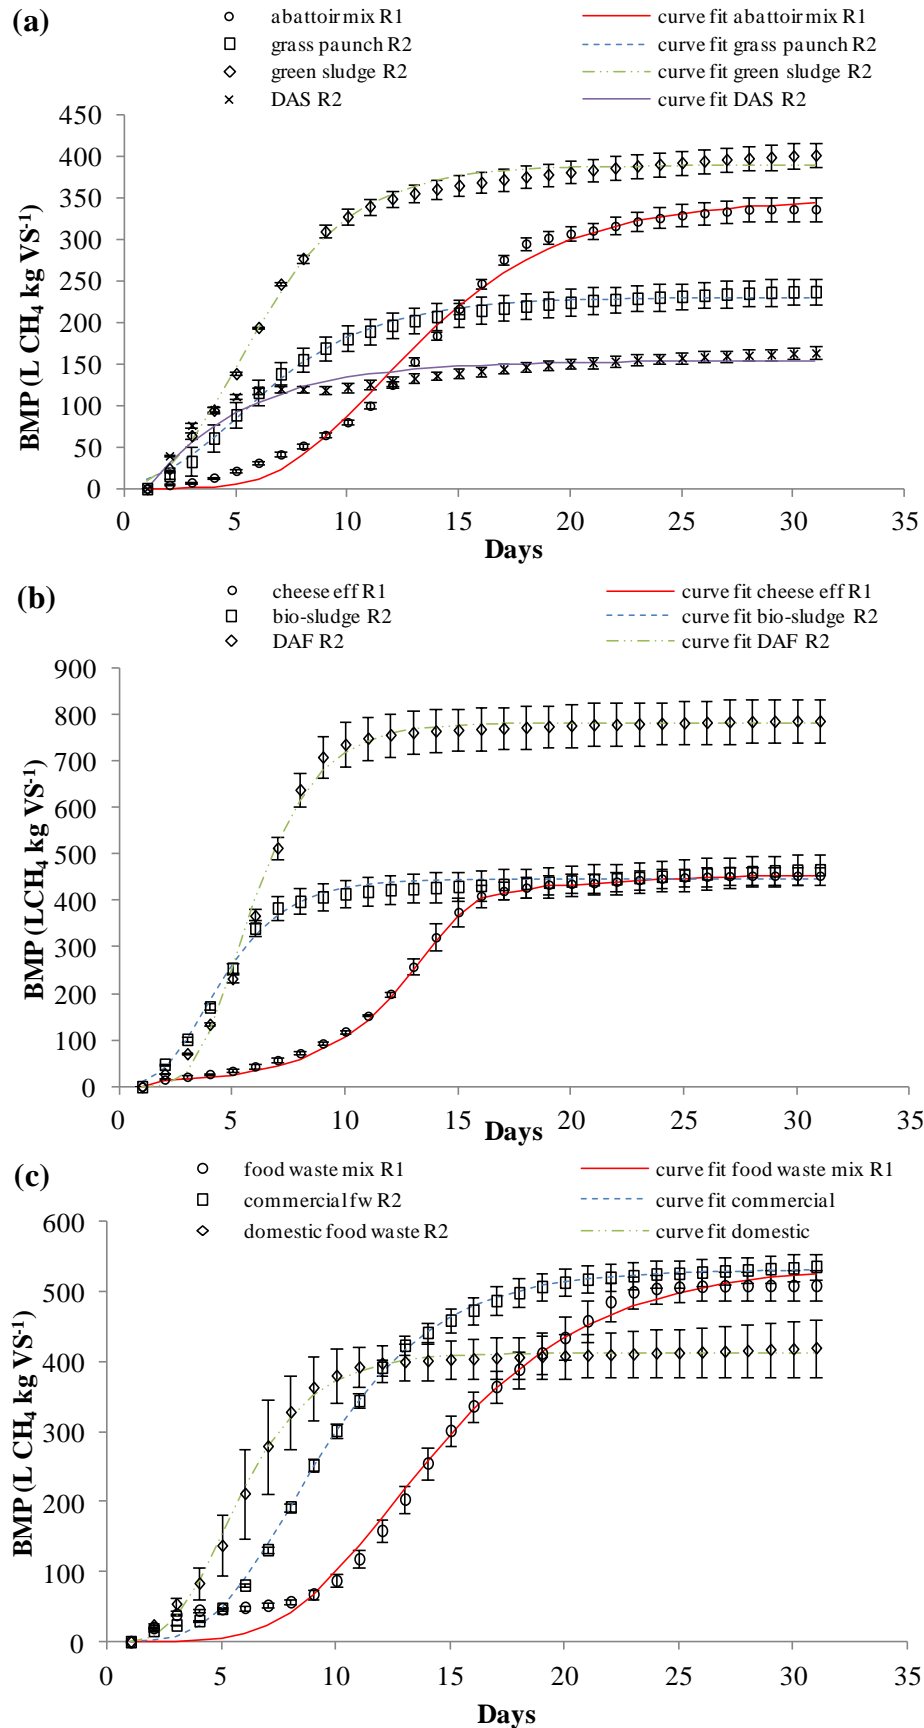 (a)
abattoir mix R1 curve fit abattoir mix R1
grass paunch R2 curve fit grass paunch R2
green sludge R2 curve fit green sludge R2
DAS R2 curve fit DAS R2
450
400
350
300
250
200
150
100
50
0
BMP (L CH4 kg VS-1)
0 5 10 15 20 25 30 35
Days
(b)
cheese eff R1 curve fit cheese eff R1
bio-sludge R2 curve fit bio-sludge R2
DAF R2 curve fit DAF R2
900
800
700
600
500
400
300
200
100
0
BMP (LCH4 kg VS-1)
0 5 10 15 20 25 30 35
Days
(c)
food waste mix R1 curve fit food waste mix R1
commercial fw R2 curve fit commercial
domestic food waste R2 curve fit domestic
600
500
400
300
200
100
0
BMP (L CH4 kg VS-1)
0 5 10 15 20 25 30 35
Days